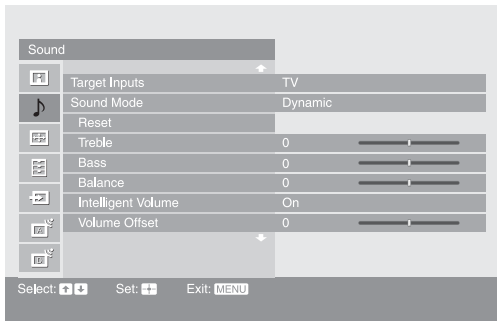 Sound
Target Inputs TV
Sound Mode Dynamic
Reset
Treble 0
Bass 0
Balance 0
Intelligent Volume On
Volume Offset 0
Select: Set: Exit: MENU